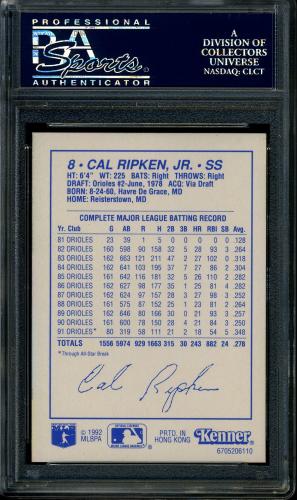 PROFESSIONAL
PSA
Sports
AUTHENTICATOR
A
DIVISION OF
COLLECTORS
UNIVERSE
NASDAQ: CLCT
8 • CAL RIPKEN, JR. • SS
HT: 6'4" WT: 225 BATS: Right THROWS: Right
DRAFT: Orioles #2-June, 1978 ACQ: Via Draft
BORN: 8-24-60, Havre De Grace, MD
HOME: Reisterstown, MD
COMPLETE MAJOR LEAGUE BATTING RECORD
Yr. Club G AB R H 2B 3B HR RBI SB AVG
81 ORIOLES 23 39 1 5 0 0 0 0 0 .128
82 ORIOLES 160 598 90 158 32 5 28 93 3 .264
83 ORIOLES 162 663 121 211 47 2 27 102 0 .318
84 ORIOLES 162 641 103 195 37 7 27 86 2 .304
85 ORIOLES 161 642 116 181 32 5 26 110 2 .282
86 ORIOLES 162 627 98 177 35 1 25 81 4 .282
87 ORIOLES 162 624 97 157 28 3 27 98 3 .252
88 ORIOLES 161 575 87 152 25 1 23 81 2 .264
89 ORIOLES 162 646 80 166 30 0 21 93 3 .257
90 ORIOLES 161 600 78 150 28 4 21 84 3 .250
91 ORIOLES* 80 319 58 111 21 2 18 54 5 .348
TOTALS 1556 5974 929 1663 315 30 243 882 24 .278
*Through All-Star Break
Cal Ripken
© 1992
MLBPA
PRTD. IN
HONG KONG
Kenner
6705206110